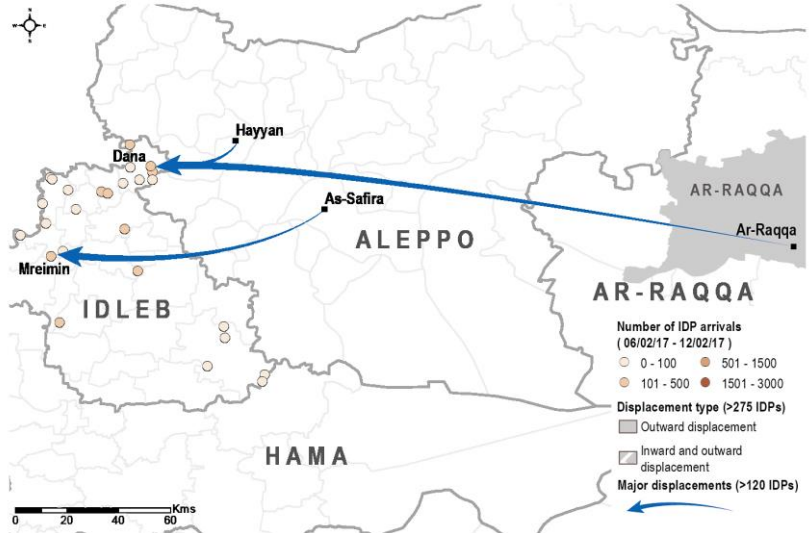 N
W E
S
Hayyan
Dana
As-Safira
AR-RAQQA
Ar-Raqqa
ALEPPO
Mreimin
AR-RAQQA
IDLEB
HAMA
Number of IDP arrivals
( 06/02/17 - 12/02/17 )
0 - 100 501 - 1500
101 - 500 1501 - 3000
Displacement type (>275 IDPs)
Outward displacement
Inward and outward
displacement
Major displacements (>120 IDPs)
Kms
0 20 40 60